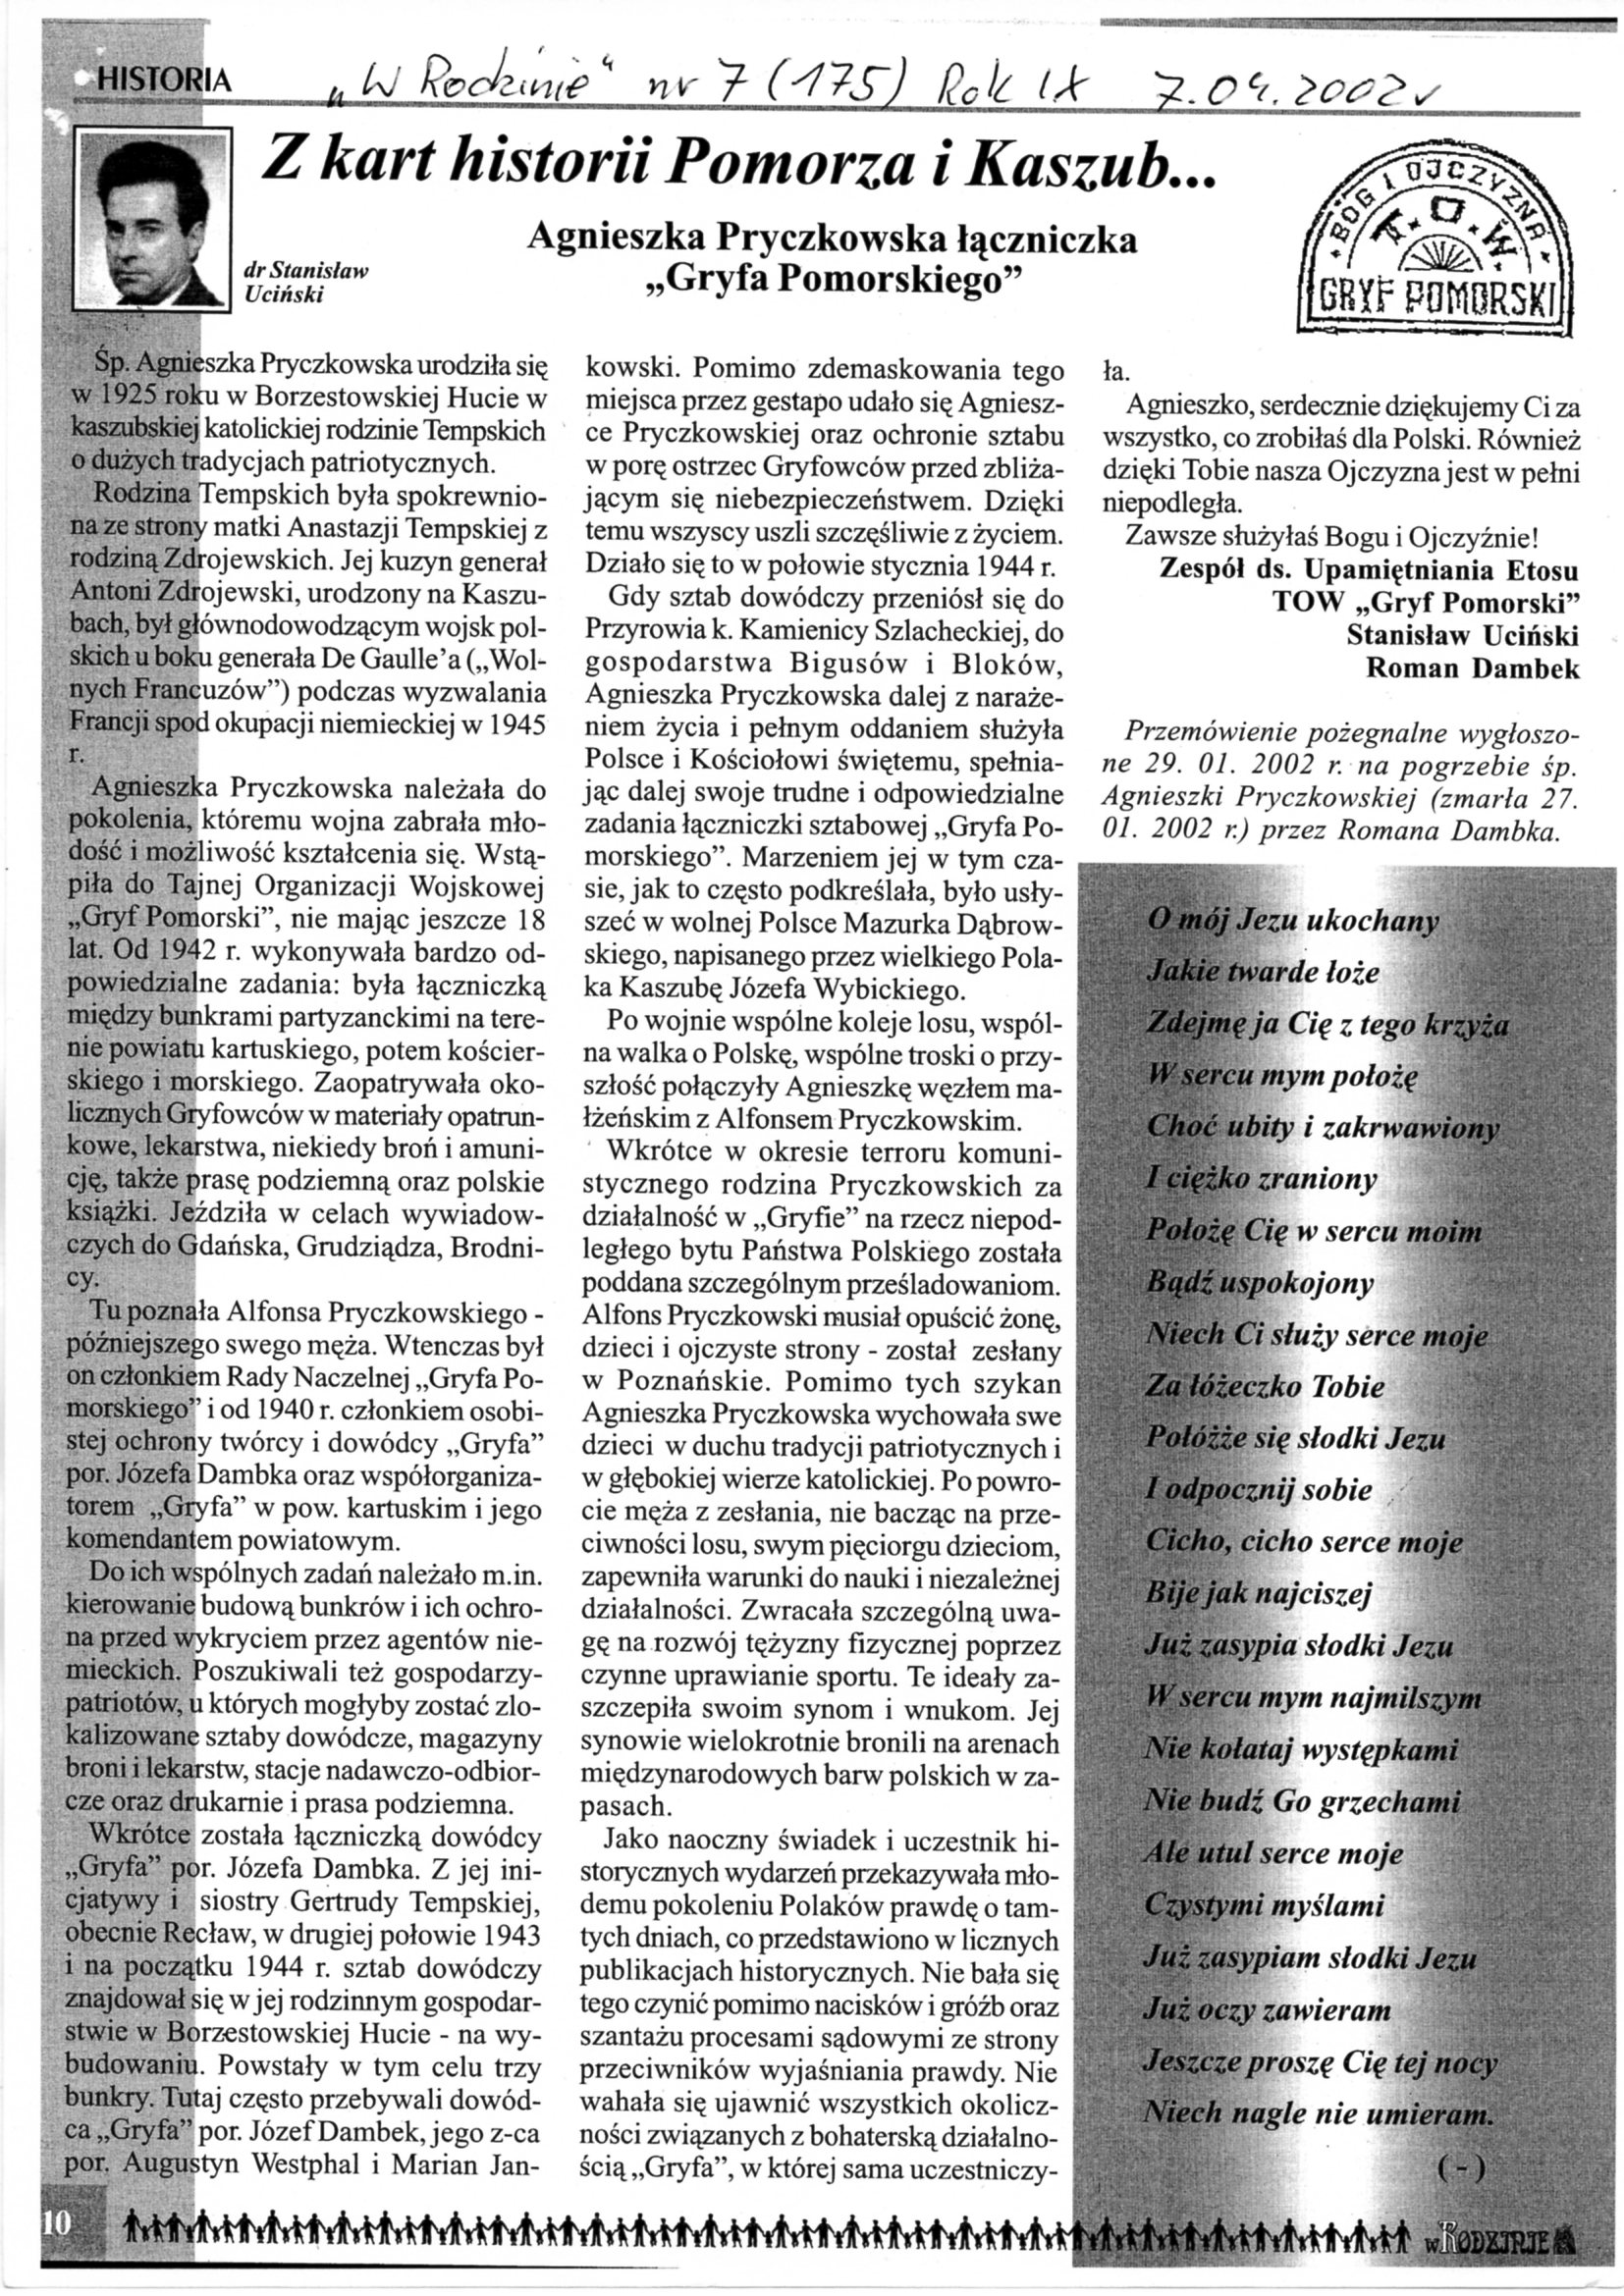 HISTORIA
„W Rodzinie" nr 7 (175) Rok IX 7.04.2002
Z kart historii Pomorza i Kaszub...
dr Stanisław
Uciński
Agnieszka Pryczkowska łączniczka
„Gryfa Pomorskiego”
BÓG I OJCZYZNA
T.O.W.
GRYF POMORSKI
Śp. Agnieszka Pryczkowska urodziła się
w 1925 roku w Borzestowskiej Hucie w
kaszubskiej katolickiej rodzinie Tempskich
o dużych tradycjach patriotycznych.
Rodzina Tempskich była spokrewnio-
na ze strony matki Anastazji Tempskiej z
rodziną Zdrojewskich. Jej kuzyn generał
Antoni Zdrojewski, urodzony na Kaszu-
bach, był głównodowodzącym wojsk pol-
skich u boku generała De Gaulle’a („Wol-
nych Francuzów”) podczas wyzwalania
Francji spod okupacji niemieckiej w 1945
r.
Agnieszka Pryczkowska należała do
pokolenia, któremu wojna zabrała mło-
dość i możliwość kształcenia się. Wstą-
piła do Tajnej Organizacji Wojskowej
„Gryf Pomorski”, nie mając jeszcze 18
lat. Od 1942 r. wykonywała bardzo od-
powiedzialne zadania: była łączniczką
między bunkrami partyzanckimi na tere-
nie powiatu kartuskiego, potem kościer-
skiego i morskiego. Zaopatrywała oko-
licznych Gryfowców w materiały opatrun-
kowe, lekarstwa, niekiedy broń i amuni-
cję, także prasę podziemną oraz polskie
książki. Jeździła w celach wywiadow-
czych do Gdańska, Grudziądza, Brodni-
cy.
Tu poznała Alfonsa Pryczkowskiego -
późniejszego swego męża. Wtenczas był
on członkiem Rady Naczelnej „Gryfa Po-
morskiego” i od 1940 r. członkiem osobi-
stej ochrony twórcy i dowódcy „Gryfa”
por. Józefa Dambka oraz współorganiza-
torem „Gryfa” w pow. kartuskim i jego
komendantem powiatowym.
Do ich wspólnych zadań należało m.in.
kierowanie budową bunkrów i ich ochro-
na przed wykryciem przez agentów nie-
mieckich. Poszukiwali też gospodarzy-
patriotów, u których mogłyby zostać zlo-
kalizowane sztaby dowódcze, magazyny
broni i lekarstw, stacje nadawczo-odbior-
cze oraz drukarnie i prasa podziemna.
Wkrótce została łączniczką dowódcy
„Gryfa” por. Józefa Dambka. Z jej ini-
cjatywy i siostry Gertrudy Tempskiej,
obecnie Recław, w drugiej połowie 1943
i na początku 1944 r. sztab dowódczy
znajdował się w jej rodzinnym gospodar-
stwie w Borzestowskiej Hucie - na wy-
budowaniu. Powstały w tym celu trzy
bunkry. Tutaj często przebywali dowód-
ca „Gryfa” por. Józef Dambek, jego z-ca
por. Augustyn Westphal i Marian Jan-
kowski. Pomimo zdemaskowania tego
miejsca przez gestapo udało się Agniesz-
ce Pryczkowskiej oraz ochronie sztabu
w porę ostrzec Gryfowców przed zbliża-
jącym się niebezpieczeństwem. Dzięki
temu wszyscy uszli szczęśliwie z życiem.
Działo się to w połowie stycznia 1944 r.
Gdy sztab dowódczy przeniósł się do
Przyrowia k. Kamienicy Szlacheckiej, do
gospodarstwa Bigusów i Bloków,
Agnieszka Pryczkowska dalej z naraże-
niem życia i pełnym oddaniem służyła
Polsce i Kościołowi świętemu, spełnia-
jąc dalej swoje trudne i odpowiedzialne
zadania łączniczki sztabowej „Gryfa Po-
morskiego”. Marzeniem jej w tym cza-
sie, jak to często podkreślała, było usły-
szeć w wolnej Polsce Mazurka Dąbrow-
skiego, napisanego przez wielkiego Pola-
ka Kaszubę Józefa Wybickiego.
Po wojnie wspólne koleje losu, wspól-
na walka o Polskę, wspólne troski o przy-
szłość połączyły Agnieszkę węzłem ma-
łżeńskim z Alfonsem Pryczkowskim.
Wkrótce w okresie terroru komuni-
stycznego rodzina Pryczkowskich za
działalność w „Gryfie” na rzecz niepod-
ległego bytu Państwa Polskiego została
poddana szczególnym prześladowaniom.
Alfons Pryczkowski musiał opuścić żonę,
dzieci i ojczyste strony - został zesłany
w Poznańskie. Pomimo tych szykan
Agnieszka Pryczkowska wychowała swe
dzieci w duchu tradycji patriotycznych i
w głębokiej wierze katolickiej. Po powro-
cie męża z zesłania, nie bacząc na prze-
ciwności losu, swym pięciorgu dzieciom,
zapewniła warunki do nauki i niezależnej
działalności. Zwracała szczególną uwa-
gę na rozwój tężyzny fizycznej poprzez
czynne uprawianie sportu. Te ideały za-
szczepiła swoim synom i wnukom. Jej
synowie wielokrotnie bronili na arenach
międzynarodowych barw polskich w za-
pasach.
Jako naoczny świadek i uczestnik hi-
storycznych wydarzeń przekazywała mło-
demu pokoleniu Polaków prawdę o tam-
tych dniach, co przedstawiono w licznych
publikacjach historycznych. Nie bała się
tego czynić pomimo nacisków i gróźb oraz
szantażu procesami sądowymi ze strony
przeciwników wyjaśniania prawdy. Nie
wahała się ujawnić wszystkich okolicz-
ności związanych z bohaterską działalno-
ścią „Gryfa”, w której sama uczestniczy-
ła.
Agnieszko, serdecznie dziękujemy Ci za
wszystko, co zrobiłaś dla Polski. Również
dzięki Tobie nasza Ojczyzna jest w pełni
niepodległa.
Zawsze służyłaś Bogu i Ojczyźnie!
Zespół ds. Upamiętniania Etosu
TOW „Gryf Pomorski”
Stanisław Uciński
Roman Dambek
Przemówienie pożegnalne wygłoszo-
ne 29. 01. 2002 r. na pogrzebie śp.
Agnieszki Pryczkowskiej (zmarła 27.
01. 2002 r.) przez Romana Dambka.
O mój Jezu ukochany
Jakie twarde łoże
Zdejmę ja Cię z tego krzyża
W sercu mym położę
Choć ubity i zakrwawiony
I ciężko zraniony
Położę Cię w sercu moim
Bądź uspokojony
Niech Ci służy serce moje
Za łóżeczko Tobie
Połóżże się słodki Jezu
I odpocznij sobie
Cicho, cicho serce moje
Bije jak najciszej
Już zasypia słodki Jezu
W sercu mym najmilszym
Nie kołataj występkami
Nie budź Go grzechami
Ale utul serce moje
Czystymi myślami
Już zasypiam słodki Jezu
Już oczy zawieram
Jeszcze proszę Cię tej nocy
Niech nagle nie umieram.
(-)
10
w RODZINIE